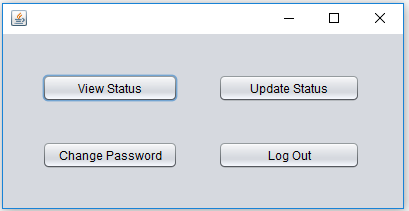 View Status
Update Status
Change Password
Log Out